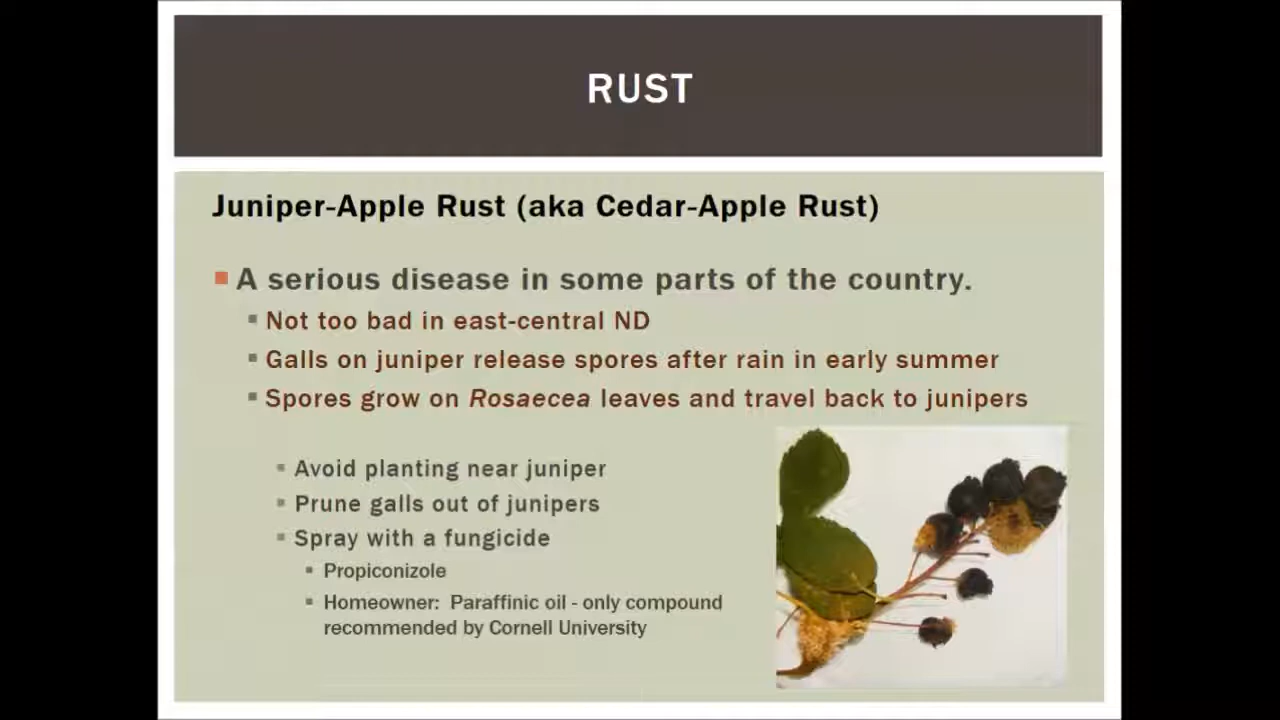 RUST
Juniper-Apple Rust (aka Cedar-Apple Rust)
A serious disease in some parts of the country.
Not too bad in east-central ND
Galls on juniper release spores after rain in early summer
Spores grow on Rosaecea leaves and travel back to junipers
Avoid planting near juniper
Prune galls out of junipers
Spray with a fungicide
Propiconizole
Homeowner: Paraffinic oil - only compound
recommended by Cornell University